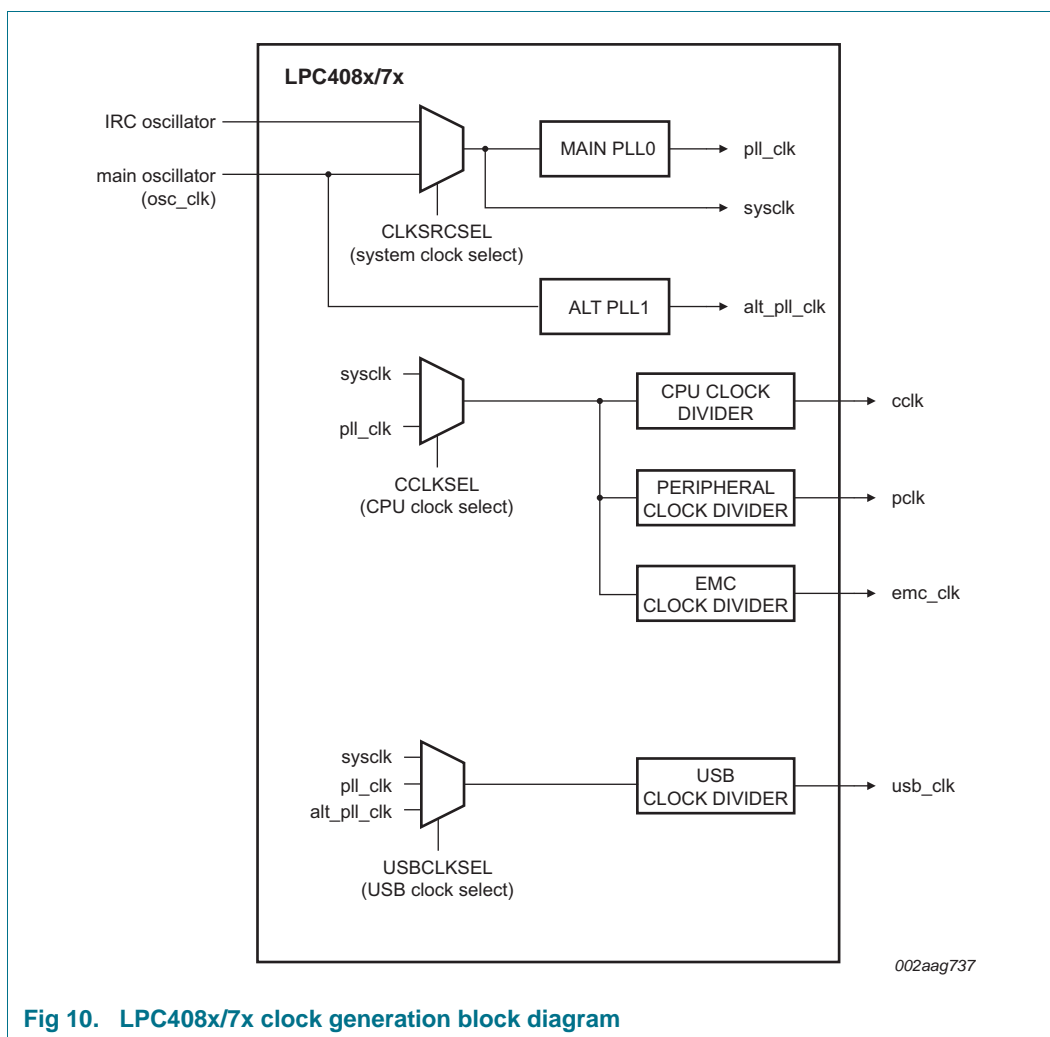 LPC408x/7x
IRC oscillator
main oscillator
(osc_clk)
MAIN PLL0
pll_clk
sysclk
CLKSRCSEL
(system clock select)
ALT PLL1
alt_pll_clk
sysclk
pll_clk
CCLKSEL
(CPU clock select)
CPU CLOCK
DIVIDER
cclk
PERIPHERAL
CLOCK DIVIDER
pclk
EMC
CLOCK DIVIDER
emc_clk
sysclk
pll_clk
alt_pll_clk
USBCLKSEL
(USB clock select)
USB
CLOCK DIVIDER
usb_clk
002aag737
Fig 10. LPC408x/7x clock generation block diagram